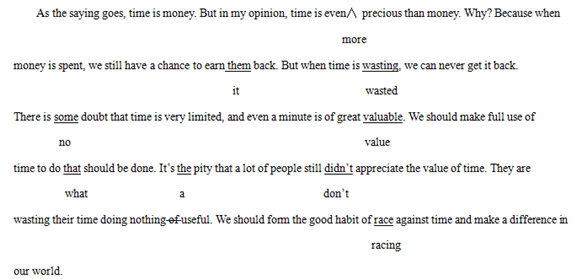 As the saying goes, time is money. But in my opinion, time is even∧ precious than money. Why? Because when
more
money is spent, we still have a chance to earn them back. But when time is wasting, we can never get it back.
it wasted
There is some doubt that time is very limited, and even a minute is of great valuable. We should make full use of
no value
time to do that should be done. It's the pity that a lot of people still didn't appreciate the value of time. They are
what a don't
wasting their time doing nothing of useful. We should form the good habit of race against time and make a difference in
racing
our world.